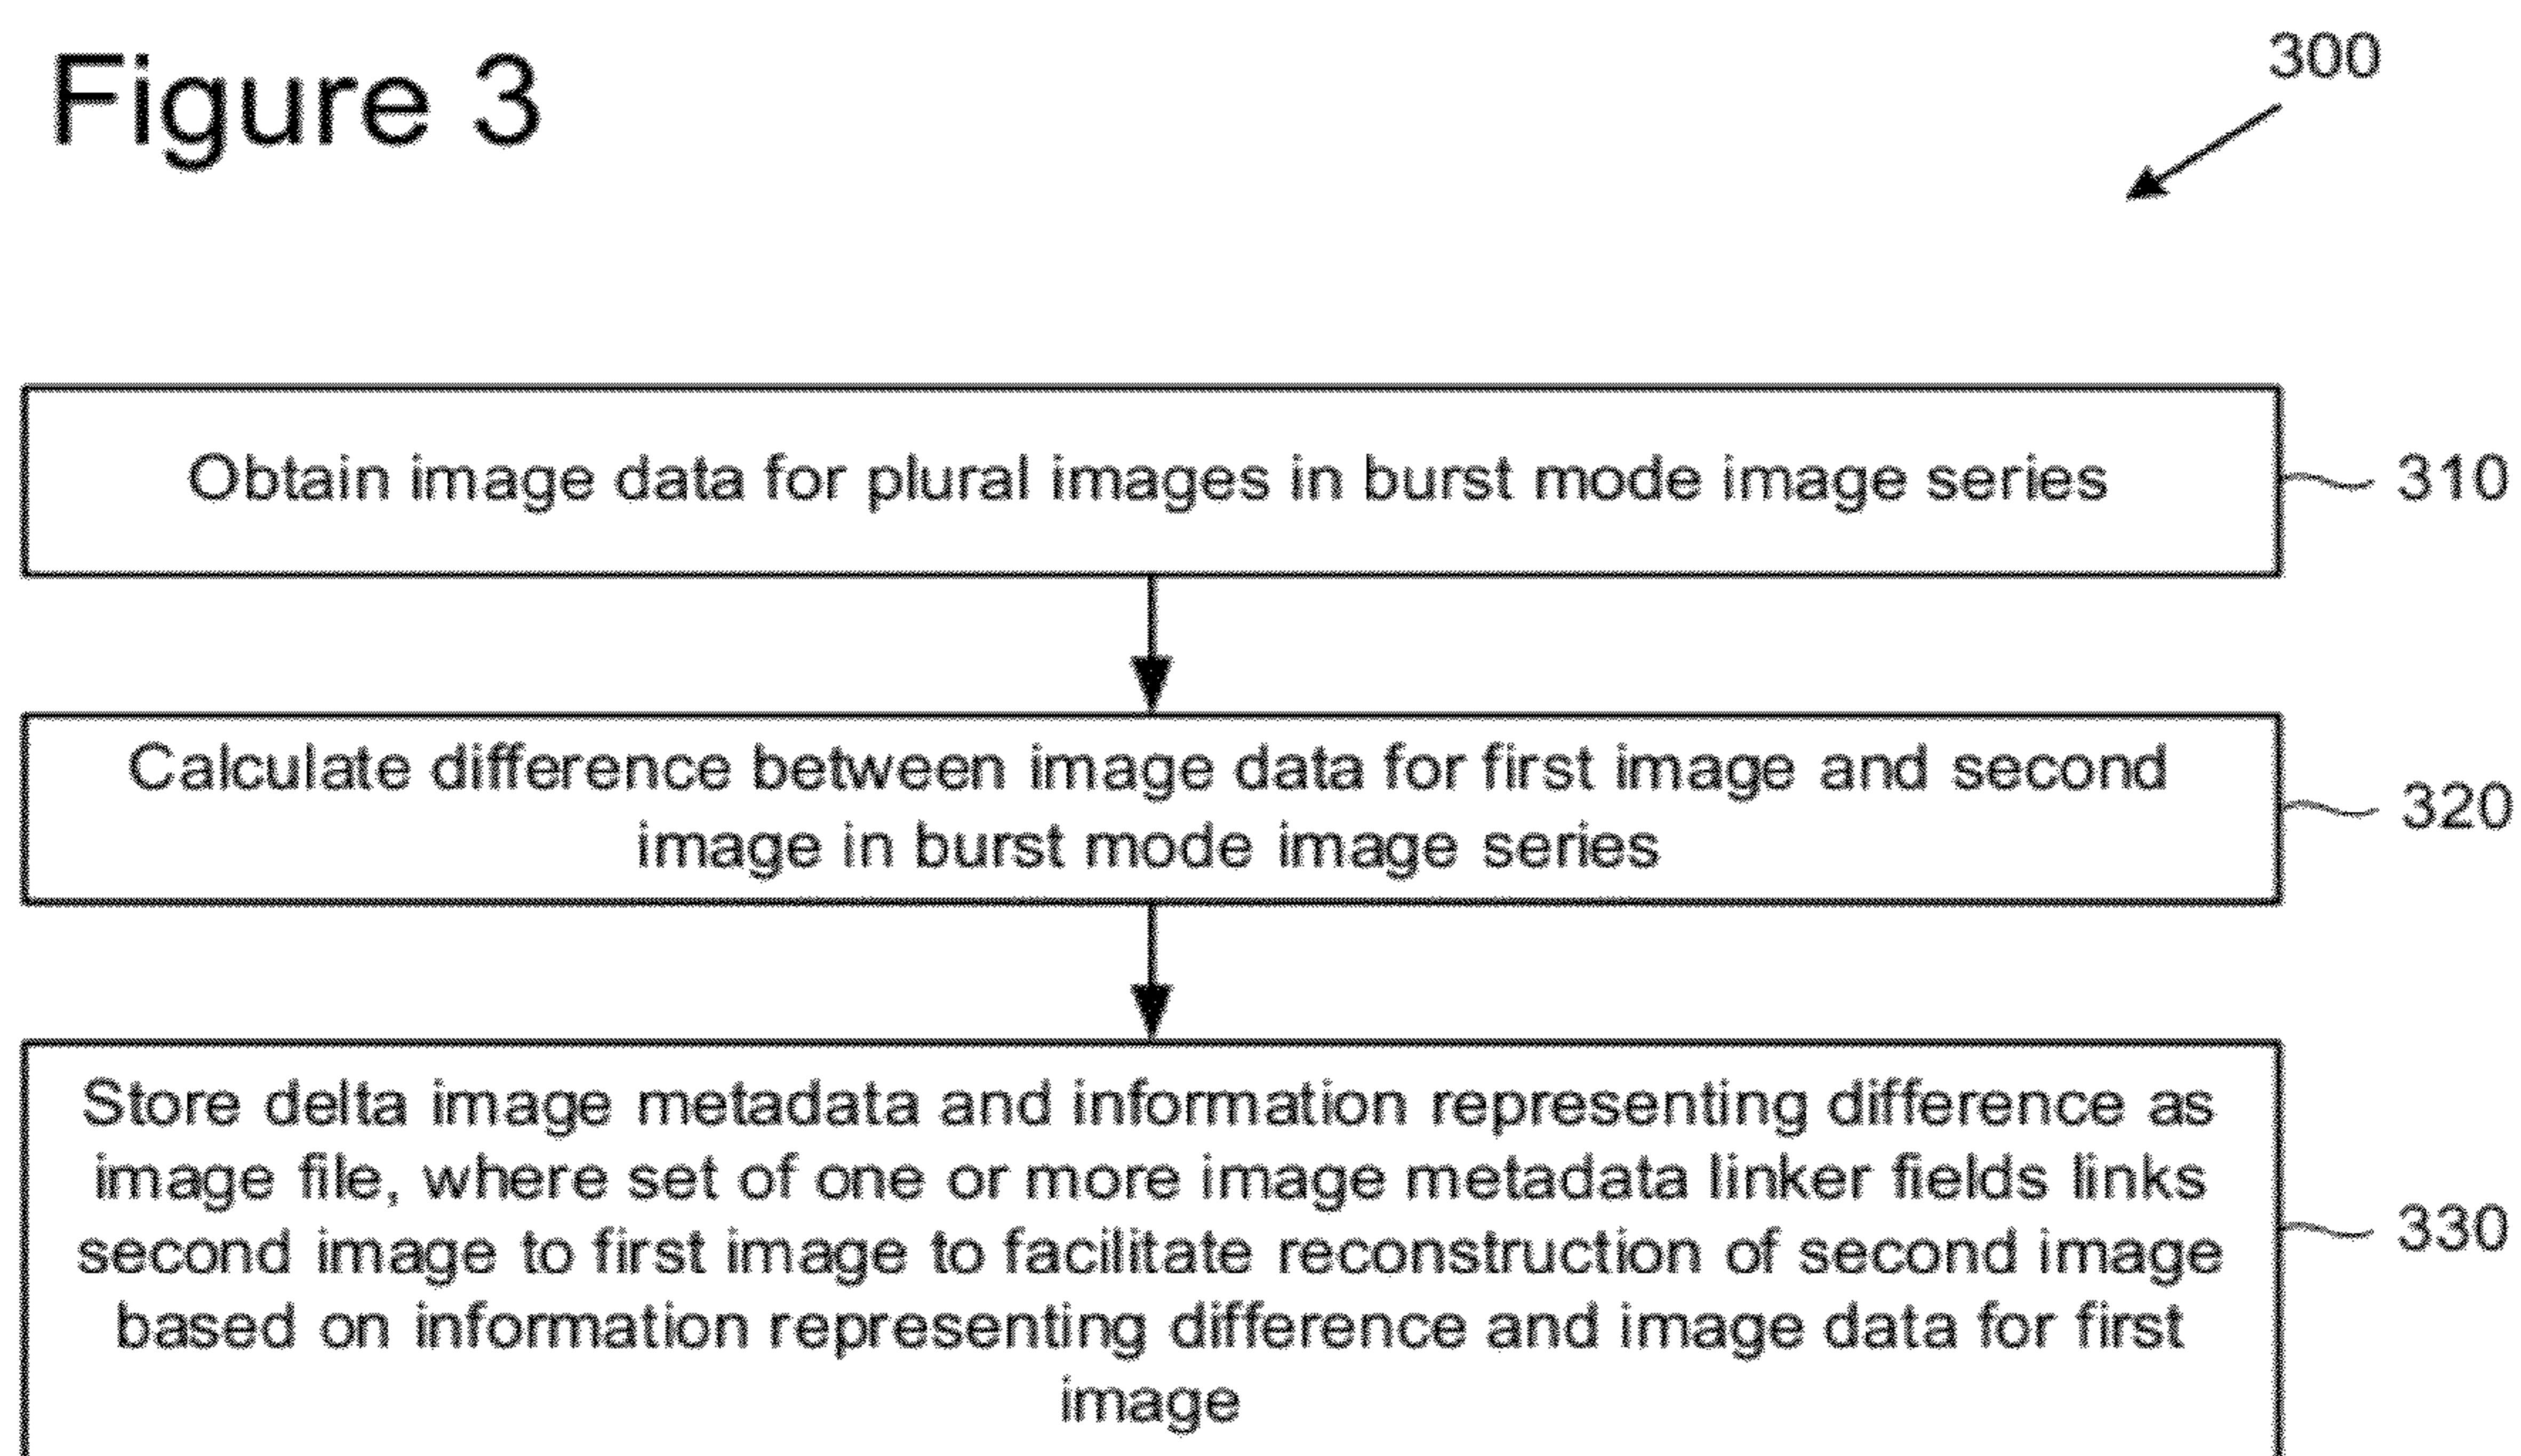 Figure 3
300
Obtain image data for plural images in burst mode image series
310
Calculate difference between image data for first image and second
image in burst mode image series
320
Store delta image metadata and information representing difference as
image file, where set of one or more image metadata linker fields links
second image to first image to facilitate reconstruction of second image
based on information representing difference and image data for first
image
330